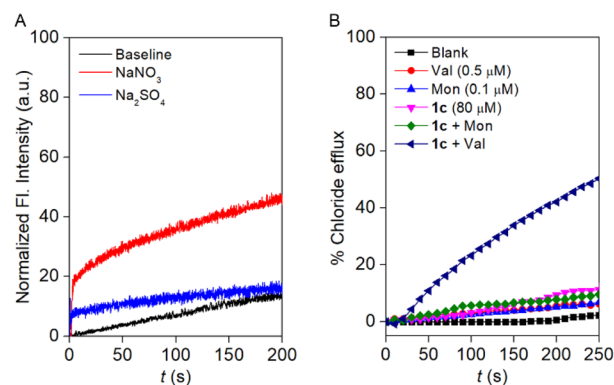 A
Normalized Fl. Intensity (a.u.)
100
80
60
40
20
0
Baseline
NaNO₃
Na₂SO₄
0 50 100 150 200
t (s)
B
% Chloride efflux
100
80
60
40
20
0
Blank
Val (0.5 μM)
Mon (0.1 μM)
1c (80 μM)
1c + Mon
1c + Val
0 50 100 150 200 250
t (s)